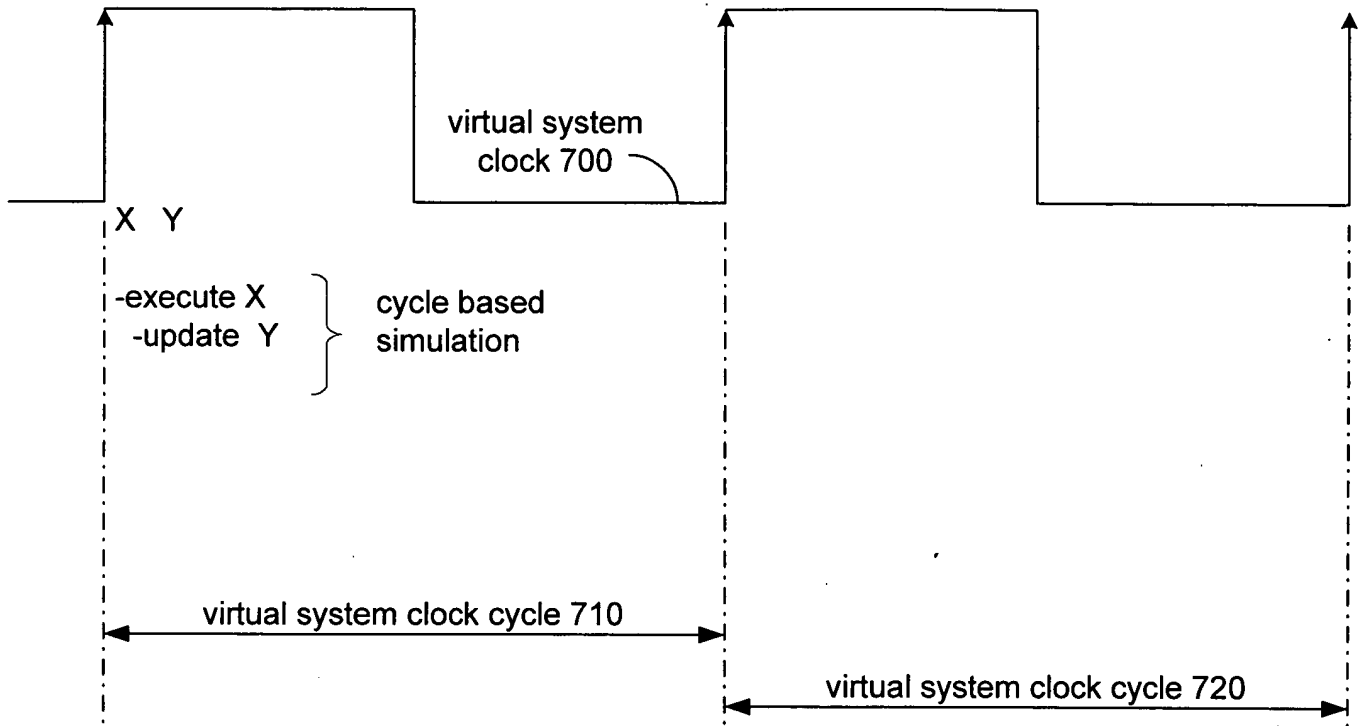 virtual system
clock 700
X Y
-execute X
-update Y
cycle based
simulation
virtual system clock cycle 710
virtual system clock cycle 720